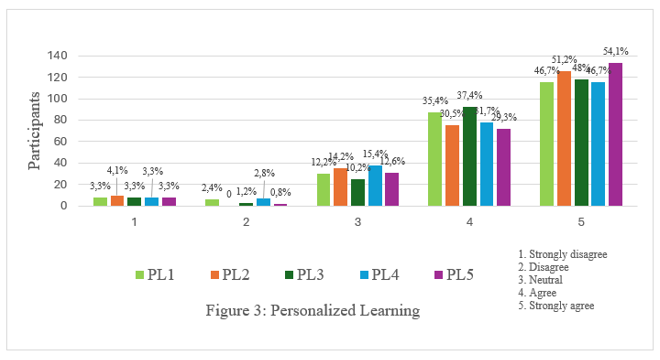 140
120
100
80
60
40
20
0
Participants
3,3% 4,1% 3,3% 3,3% 3,3%
2,4% 0 1,2% 2,8% 0,8%
12,2% 14,2% 10,2% 15,4% 12,6%
35,4% 30,5% 37,4% 31,7% 29,3%
46,7% 51,2% 48% 46,7% 54,1%
1 2 3 4 5
PL1 PL2 PL3 PL4 PL5
1. Strongly disagree
2. Disagree
3. Neutral
4. Agree
5. Strongly agree
Figure 3: Personalized Learning